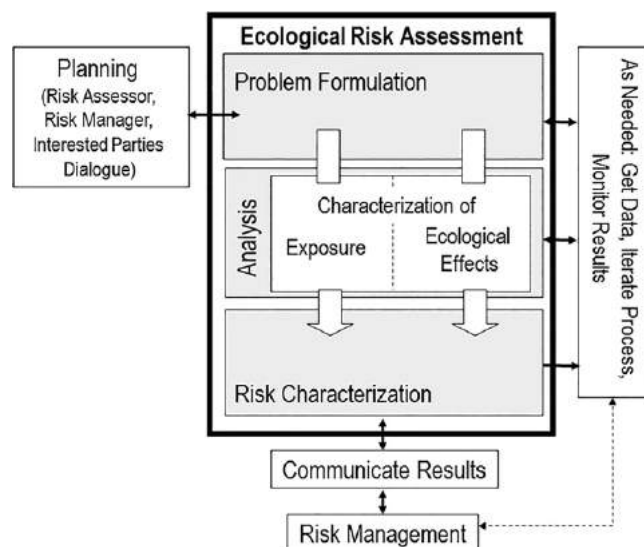 Ecological Risk Assessment
Planning
(Risk Assessor,
Risk Manager,
Interested Parties
Dialogue)
Problem Formulation
Analysis
Characterization of
Exposure
Ecological
Effects
Risk Characterization
As Needed: Get Data, Iterate Process,
Monitor Results
Communicate Results
Risk Management